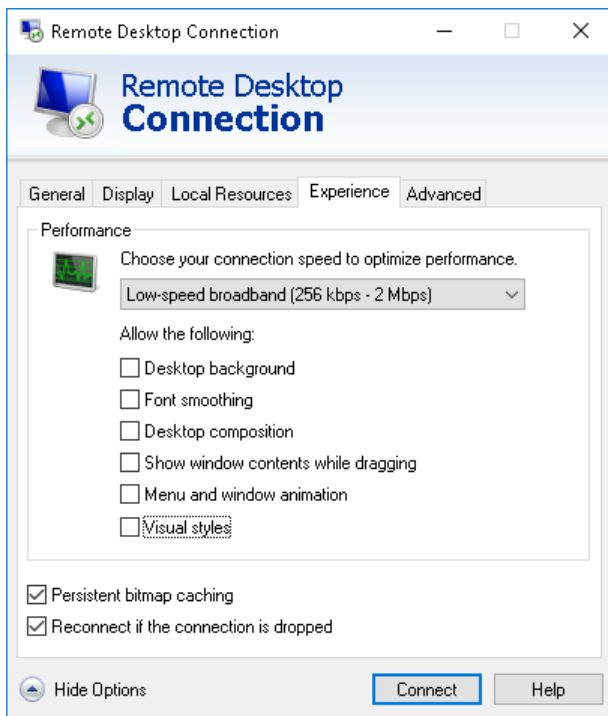 Remote Desktop Connection
Remote Desktop
Connection
General Display Local Resources Experience Advanced
Performance
Choose your connection speed to optimize performance.
Low-speed broadband (256 kbps - 2 Mbps)
Allow the following:
Desktop background
Font smoothing
Desktop composition
Show window contents while dragging
Menu and window animation
Visual styles
Persistent bitmap caching
Reconnect if the connection is dropped
Hide Options Connect Help